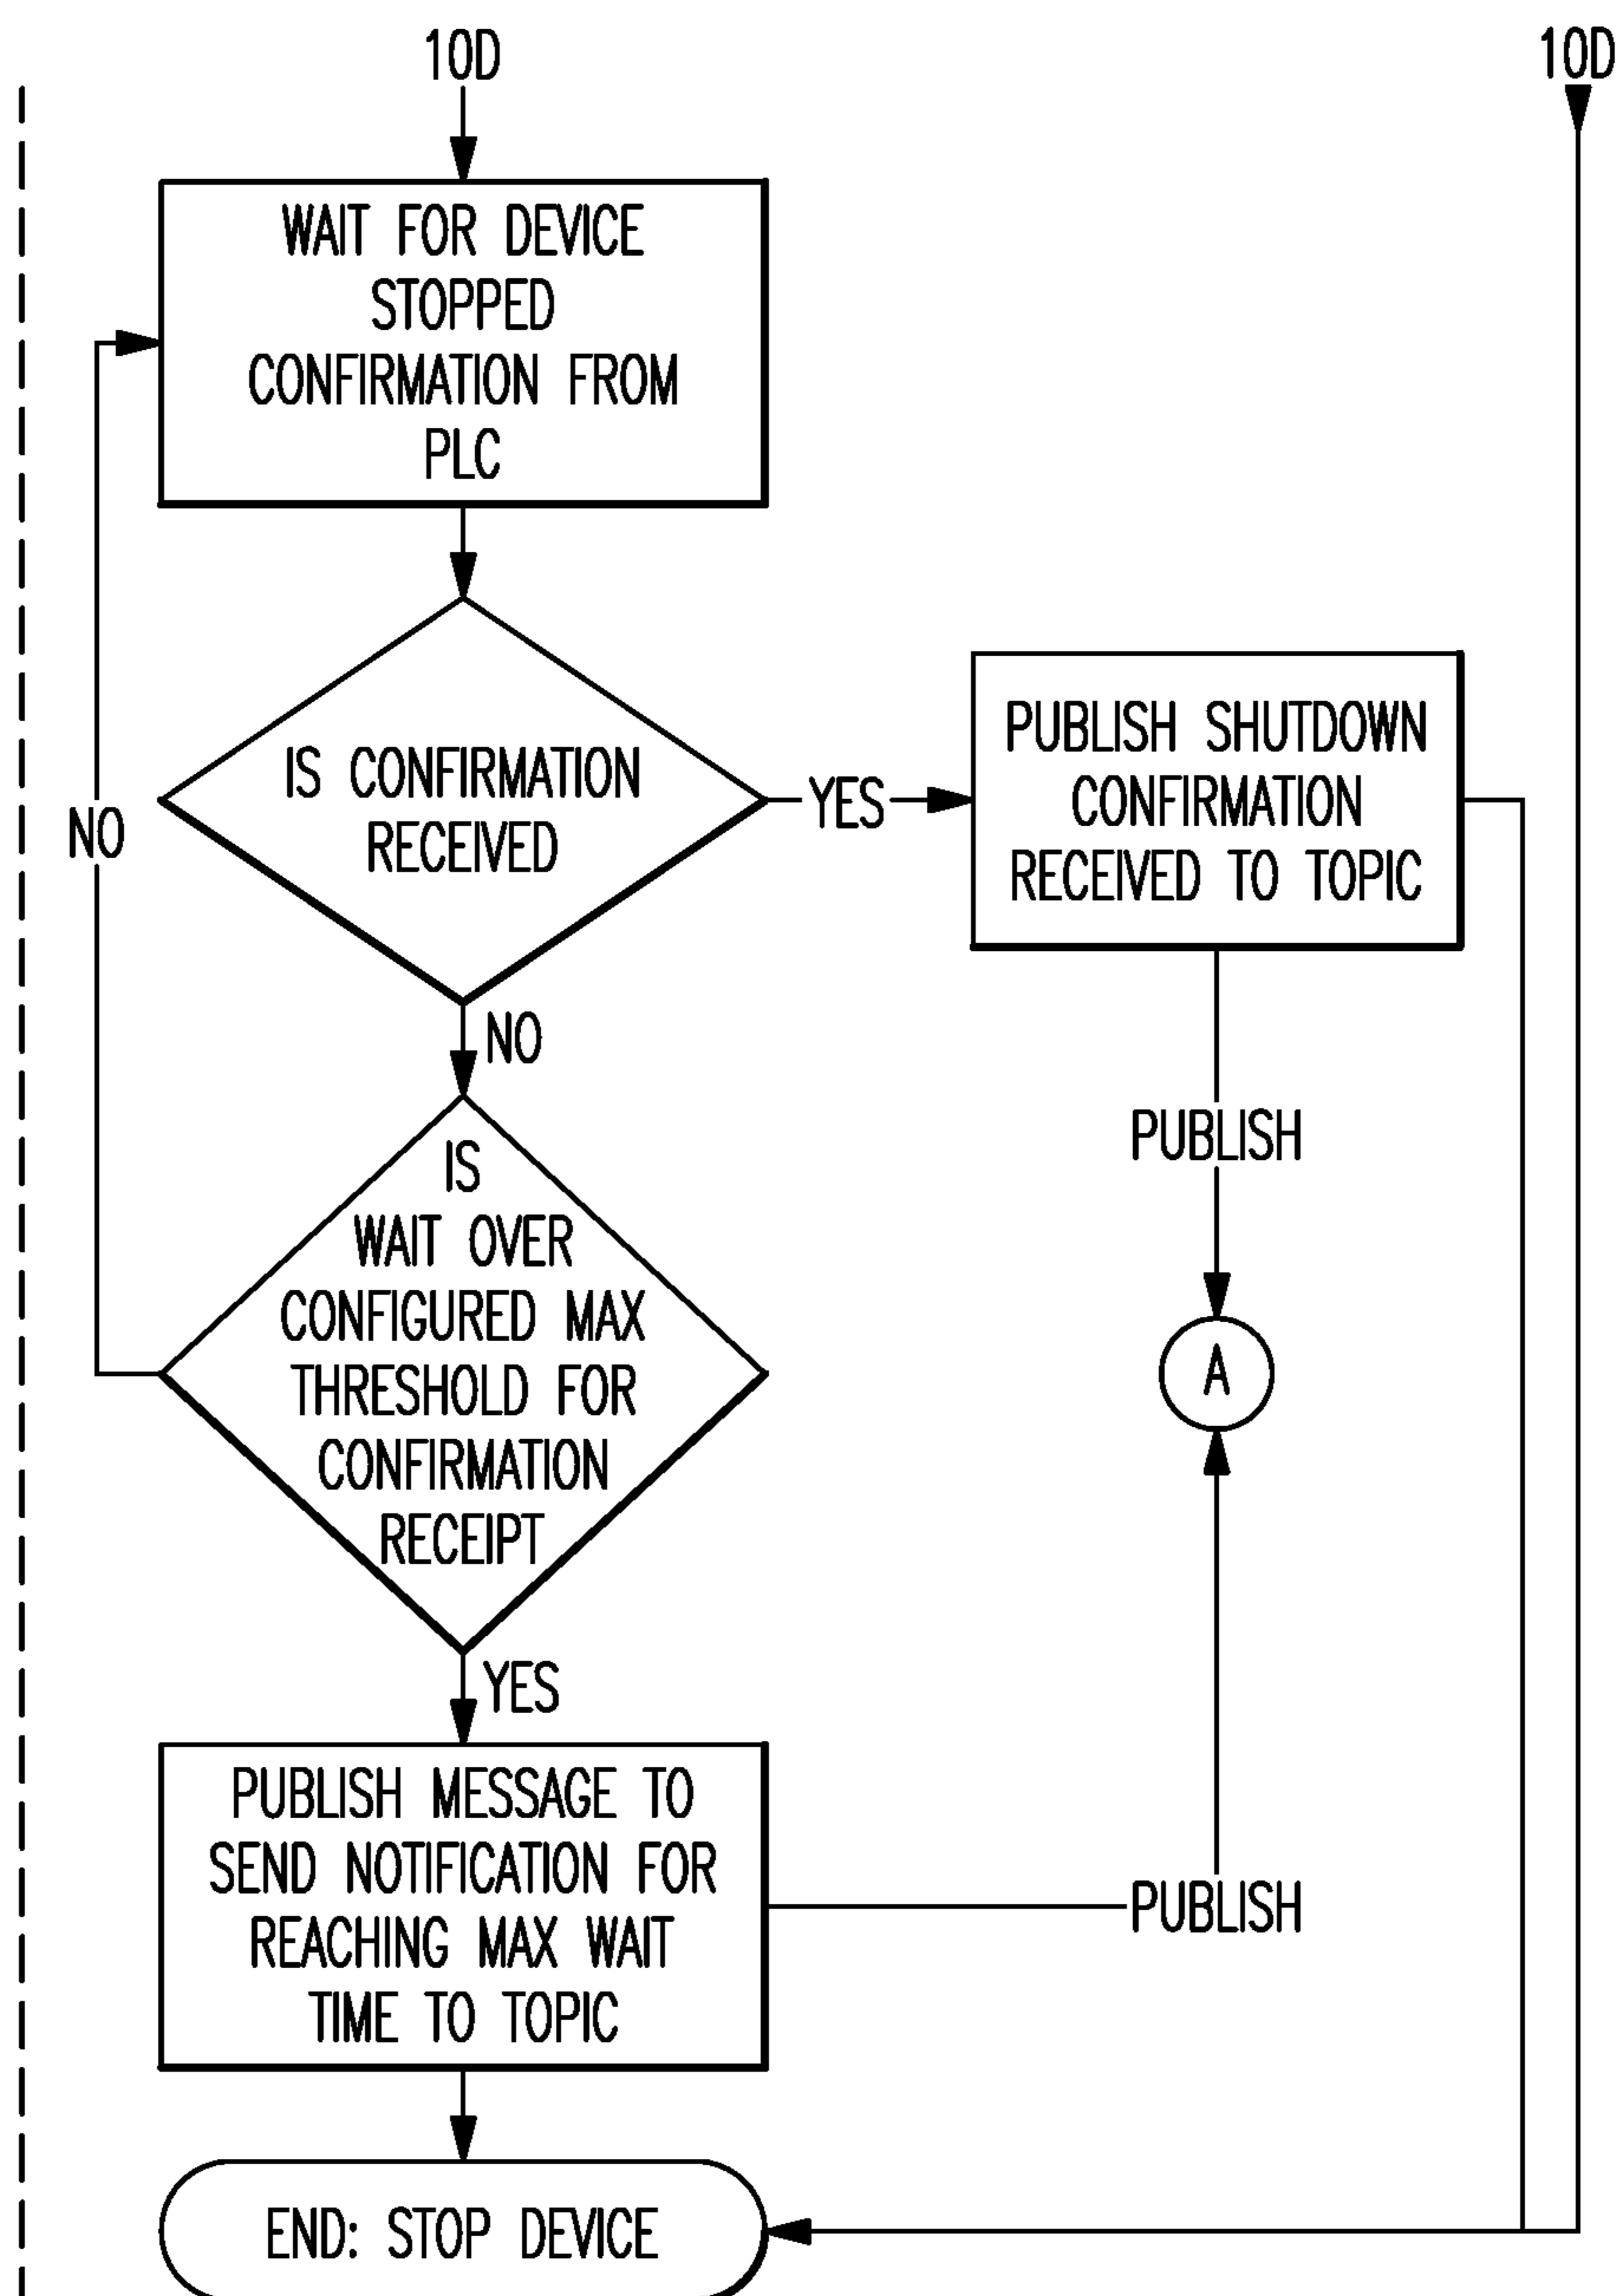 10D
10D
WAIT FOR DEVICE
STOPPED
CONFIRMATION FROM
PLC
IS CONFIRMATION
RECEIVED
YES
PUBLISH SHUTDOWN
CONFIRMATION
RECEIVED TO TOPIC
NO
NO
PUBLISH
IS
WAIT OVER
CONFIGURED MAX
THRESHOLD FOR
CONFIRMATION
RECEIPT
A
YES
PUBLISH MESSAGE TO
SEND NOTIFICATION FOR
REACHING MAX WAIT
TIME TO TOPIC
PUBLISH
END: STOP DEVICE